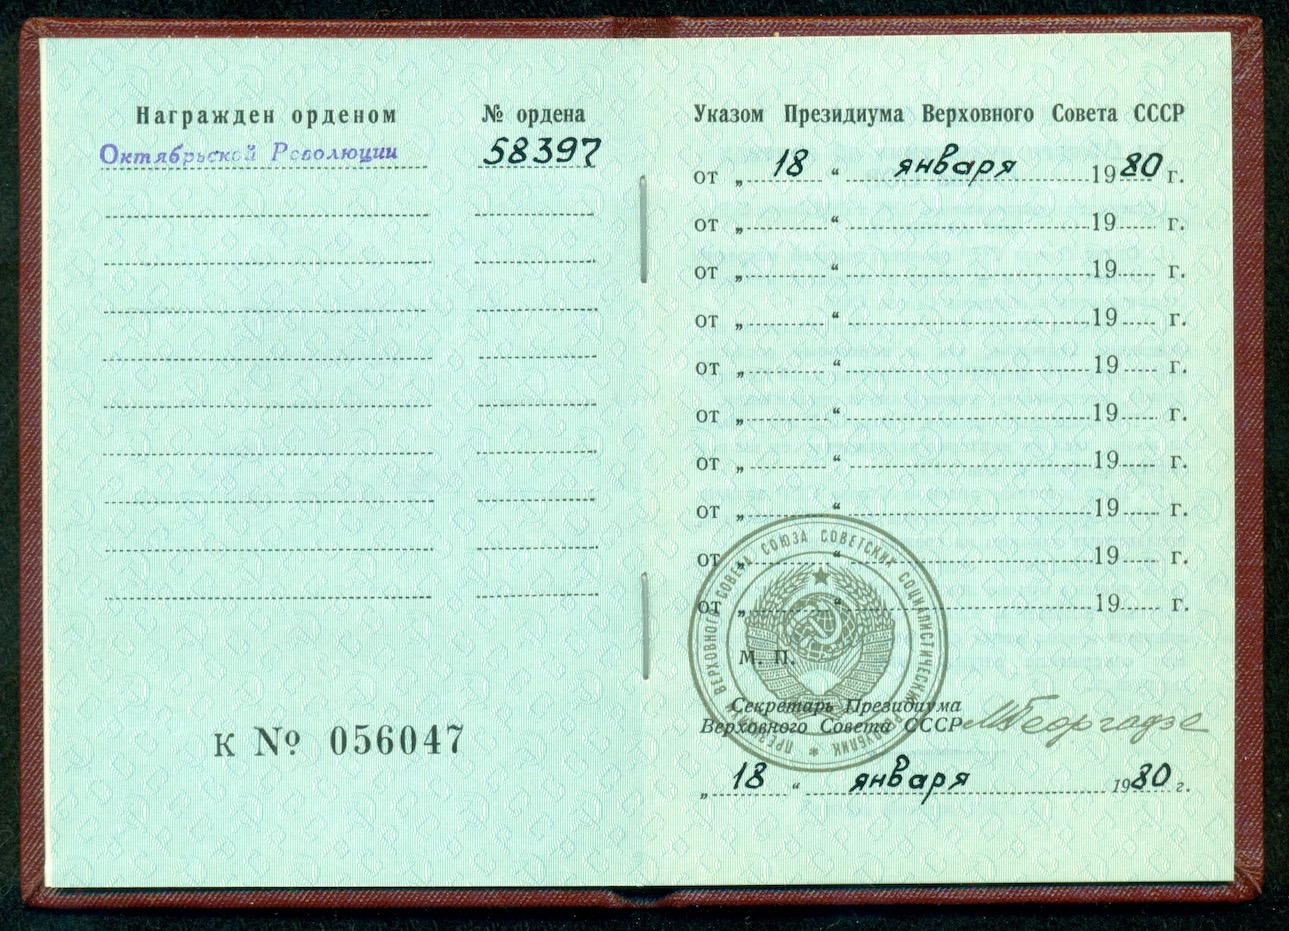 Награжден орденом
№ ордена
Октябрьской Революции
58397
К № 056047
Указом Президиума Верховного Совета СССР
от „ 18 “ января 1980 г.
от „ “ 19 г.
от „ “ 19 г.
от „ “ 19 г.
от „ “ 19 г.
от „ “ 19 г.
от „ “ 19 г.
от „ “ 19 г.
от „ “ 19 г.
от „ “ 19 г.
ПРЕЗИДИУМ ВЕРХОВНОГО СОВЕТА СОЮЗА СОВЕТСКИХ СОЦИАЛИСТИЧЕСКИХ РЕСПУБЛИК
М. П.
Секретарь Президиума
Верховного Совета СССР МГеоргадзе
„ 18 “ января 1980 г.